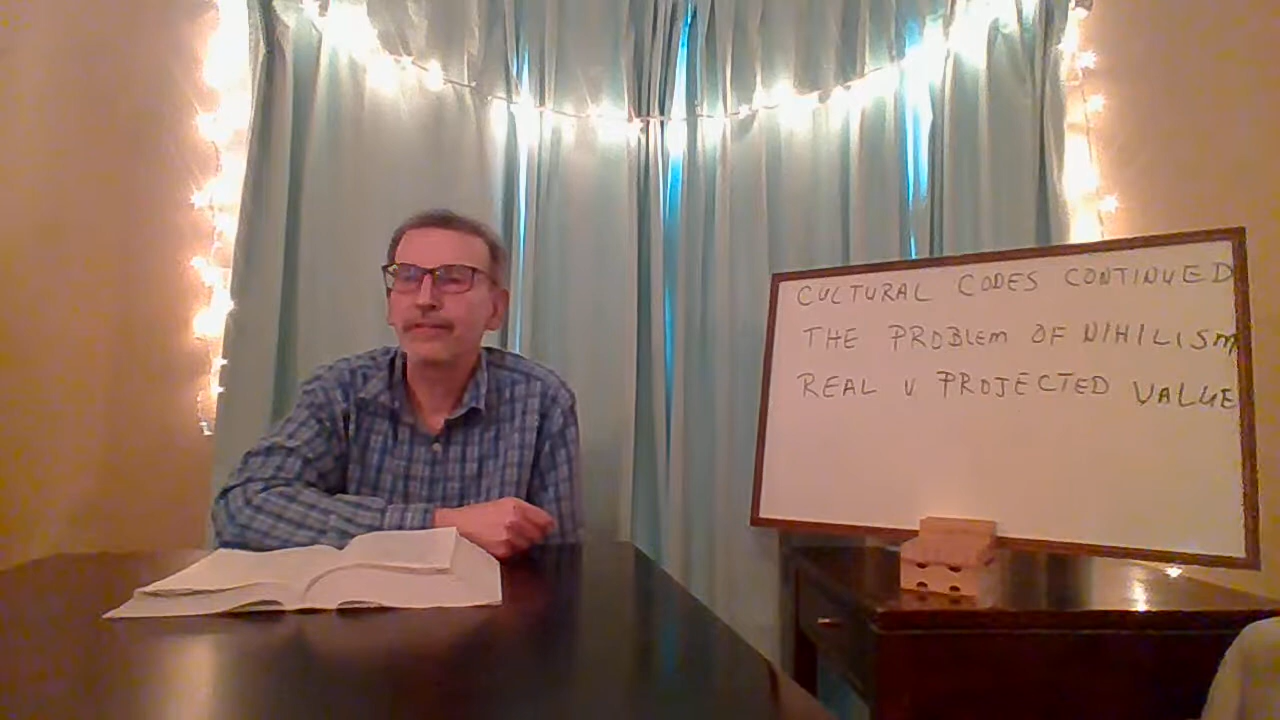 CULTURAL CODES CONTINUED
THE PROBLEM OF NIHILISM
REAL V PROJECTED VALUE